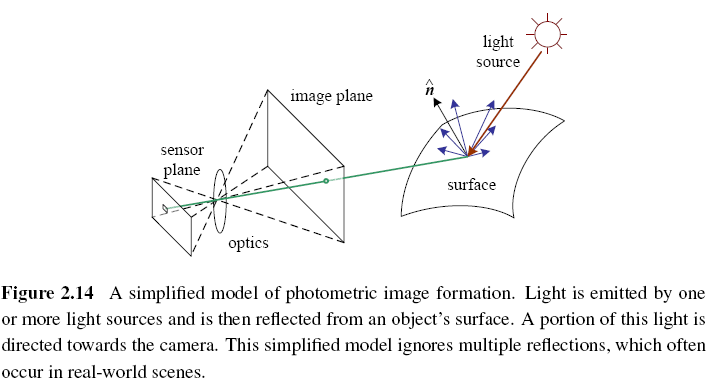 light
source
n̂
image plane
sensor
plane
surface
optics
Figure 2.14 A simplified model of photometric image formation. Light is emitted by one
or more light sources and is then reflected from an object's surface. A portion of this light is
directed towards the camera. This simplified model ignores multiple reflections, which often
occur in real-world scenes.